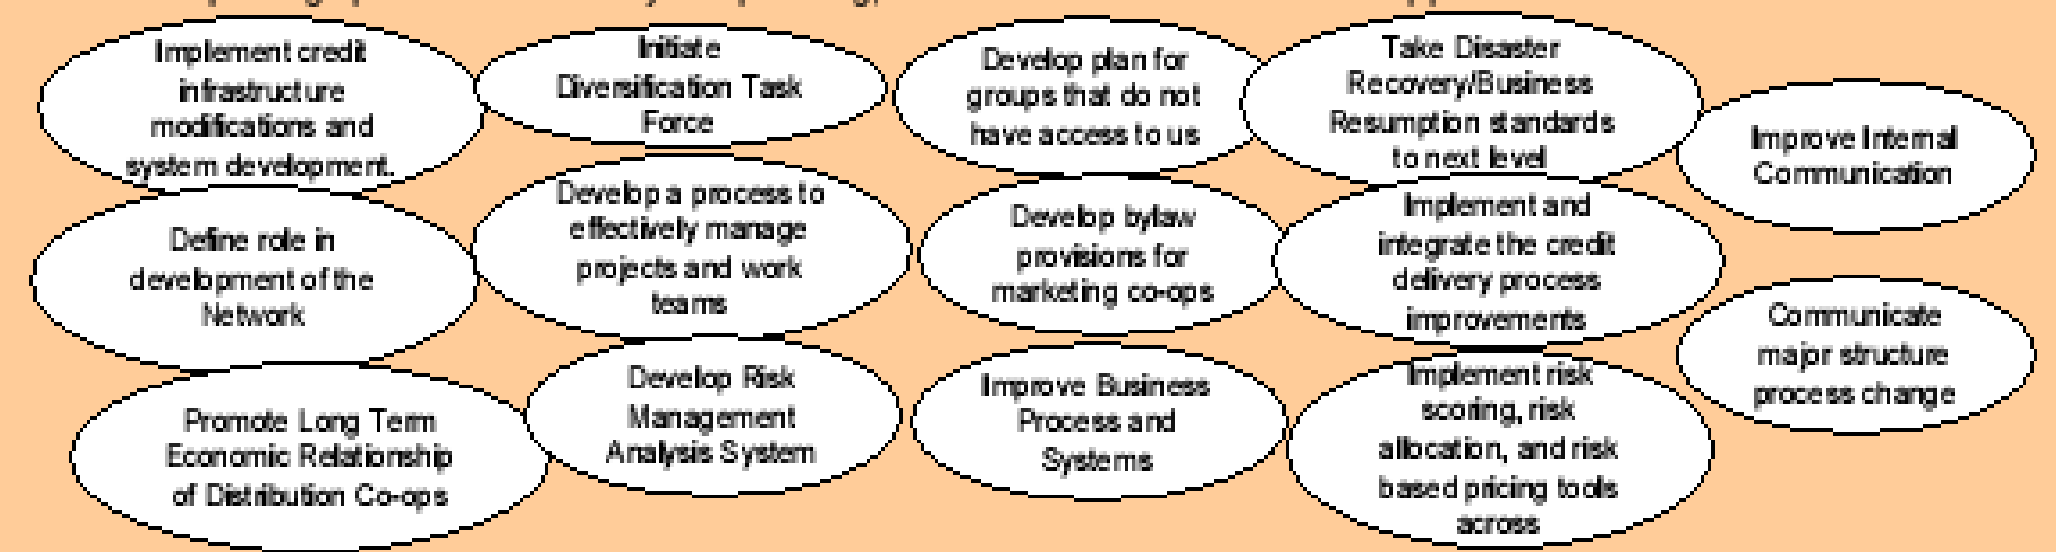 Implement credit
infrastructure
modifications and
system development.
Initiate
Diversification Task
Force
Develop plan for
groups that do not
have access to us
Take Disaster
Recovery/Business
Resumption standards
to next level
Improve Internal
Communication
Define role in
development of the
Network
Develop a process to
effectively manage
projects and work
teams
Develop bylaw
provisions for
marketing co-ops
Implement and
integrate the credit
delivery process
improvements
Communicate
major structure
process change
Promote Long Term
Economic Relationship
of Distribution Co-ops
Develop Risk
Management
Analysis System
Improve Business
Process and
Systems
Implement risk
scoring, risk
allocation, and risk
based pricing tools
across